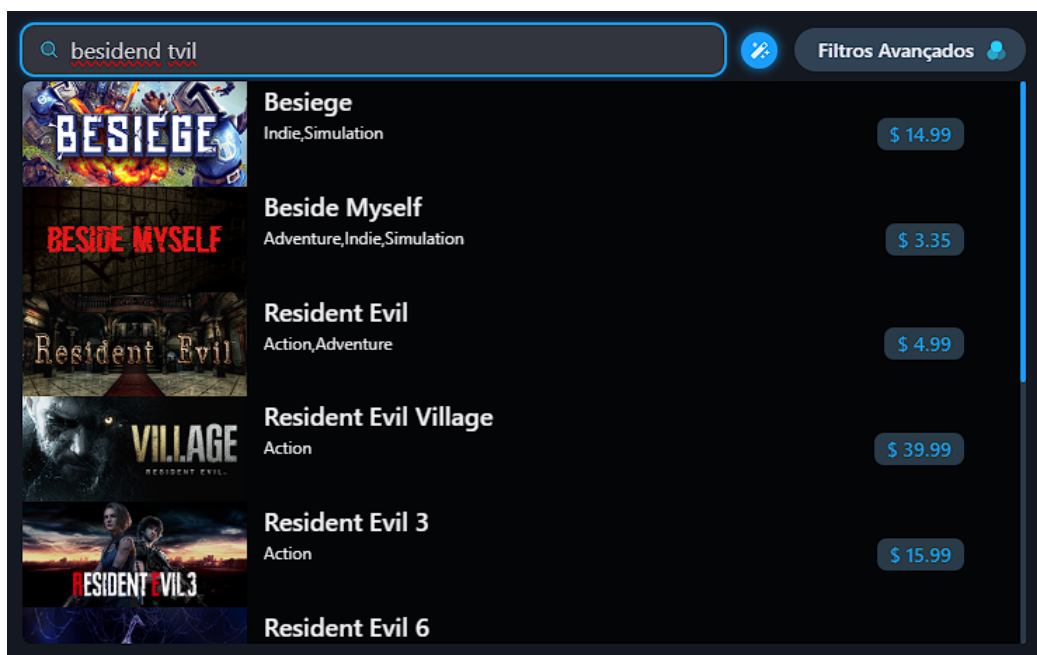 besidend tvil
Filtros Avançados
BESIEGE
Besiege
Indie,Simulation
$ 14.99
BESIDE MYSELF
Beside Myself
Adventure,Indie,Simulation
$ 3.35
Resident Evil
Resident Evil
Action,Adventure
$ 4.99
VILLAGE
RESIDENT EVIL
Resident Evil Village
Action
$ 39.99
RESIDENT EVIL 3
Resident Evil 3
Action
$ 15.99
Resident Evil 6